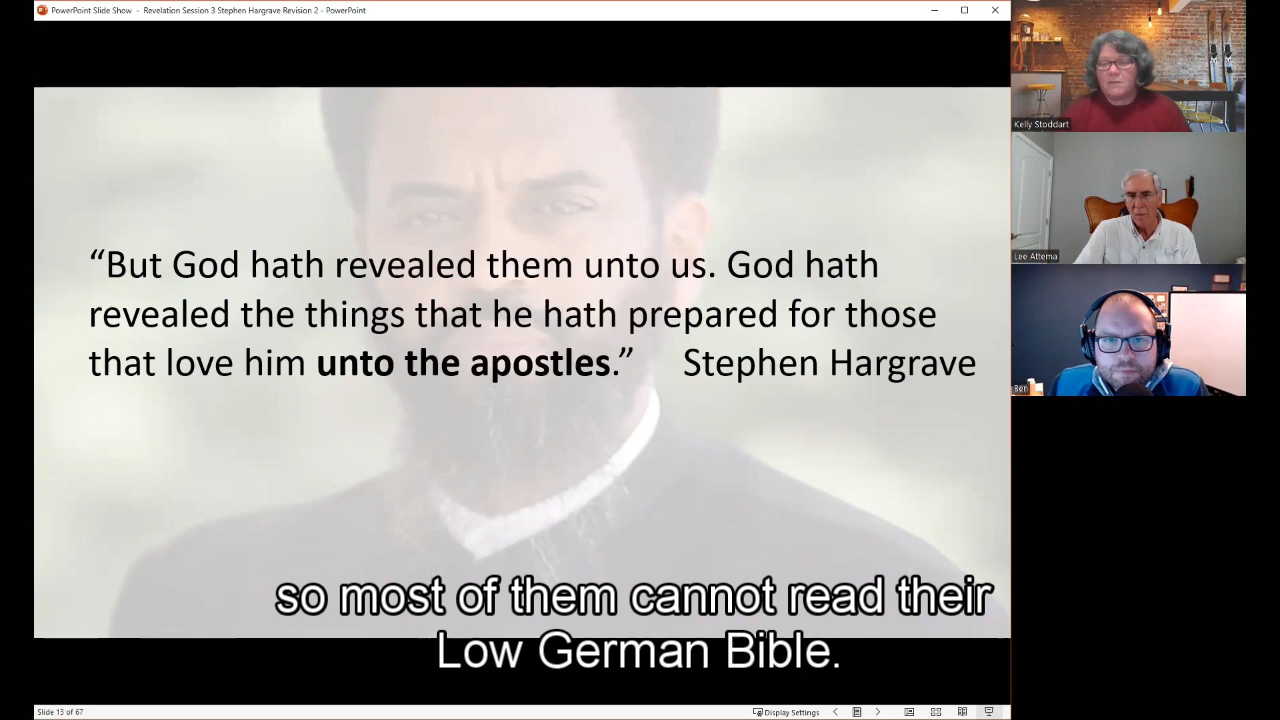 PowerPoint Slide Show - Revelation Session 3 Stephen Hargrave Revision 2 - PowerPoint
“But God hath revealed them unto us. God hath
revealed the things that he hath prepared for those
that love him unto the apostles.” Stephen Hargrave
so most of them cannot read their
Low German Bible.
Slide 13 of 67
Display Settings
Kelly Stoddart
Lee Attema
Ben